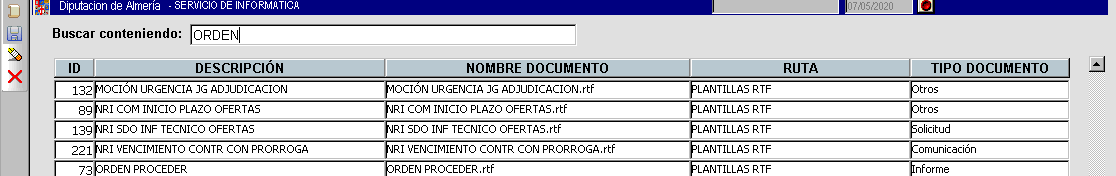 Diputacion de Almería - SERVICIO DE INFORMATICA 07/05/2020
Buscar conteniendo: ORDEN
ID DESCRIPCIÓN NOMBRE DOCUMENTO RUTA TIPO DOCUMENTO
132 MOCIÓN URGENCIA JG ADJUDICACION MOCIÓN URGENCIA JG ADJUDICACION.rtf PLANTILLAS RTF Otros
89 NRI COM INICIO PLAZO OFERTAS NRI COM INICIO PLAZO OFERTAS.rtf PLANTILLAS RTF Otros
139 NRI SDO INF TECNICO OFERTAS NRI SDO INF TECNICO OFERTAS.rtf PLANTILLAS RTF Solicitud
221 NRI VENCIMIENTO CONTR CON PRORROGA NRI VENCIMIENTO CONTR CON PRORROGA.rtf PLANTILLAS RTF Comunicación
73 ORDEN PROCEDER ORDEN PROCEDER.rtf PLANTILLAS RTF Informe